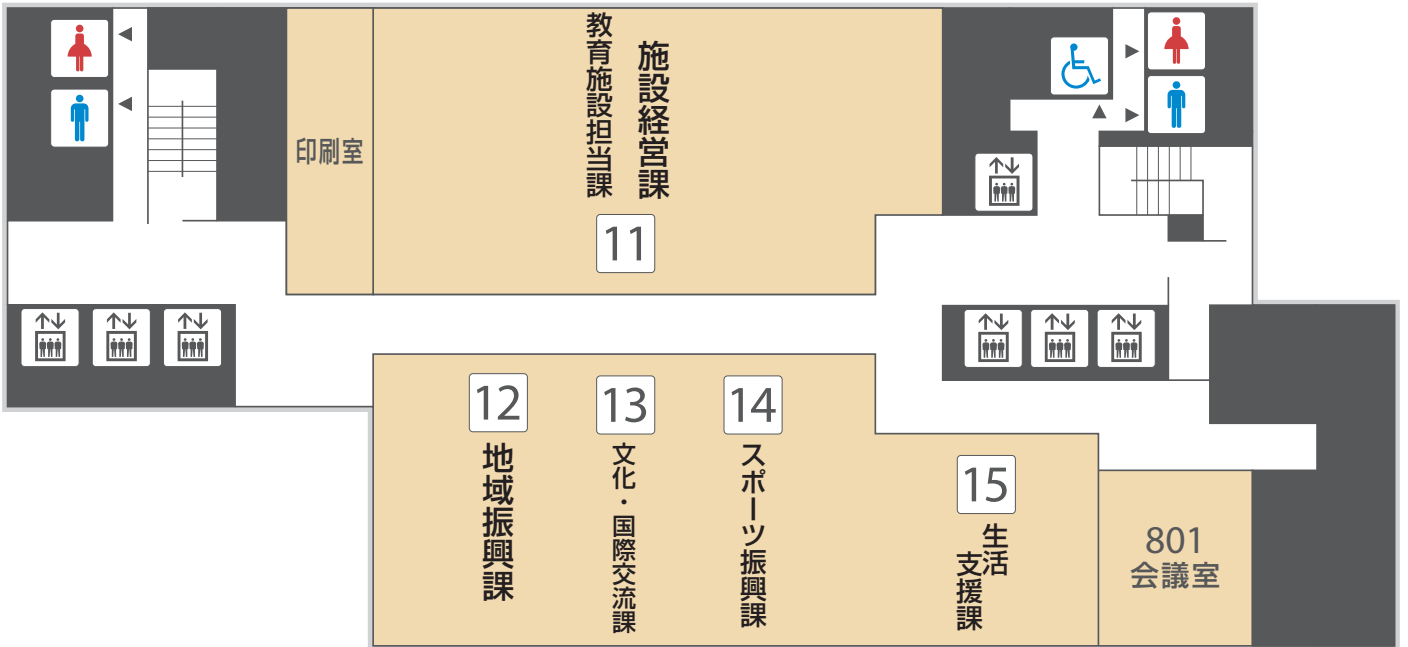 印刷室
施設経営課
教育施設担当課
11
12
地域振興課
13
文化・国際交流課
14
スポーツ振興課
15
生活
支援課
801
会議室